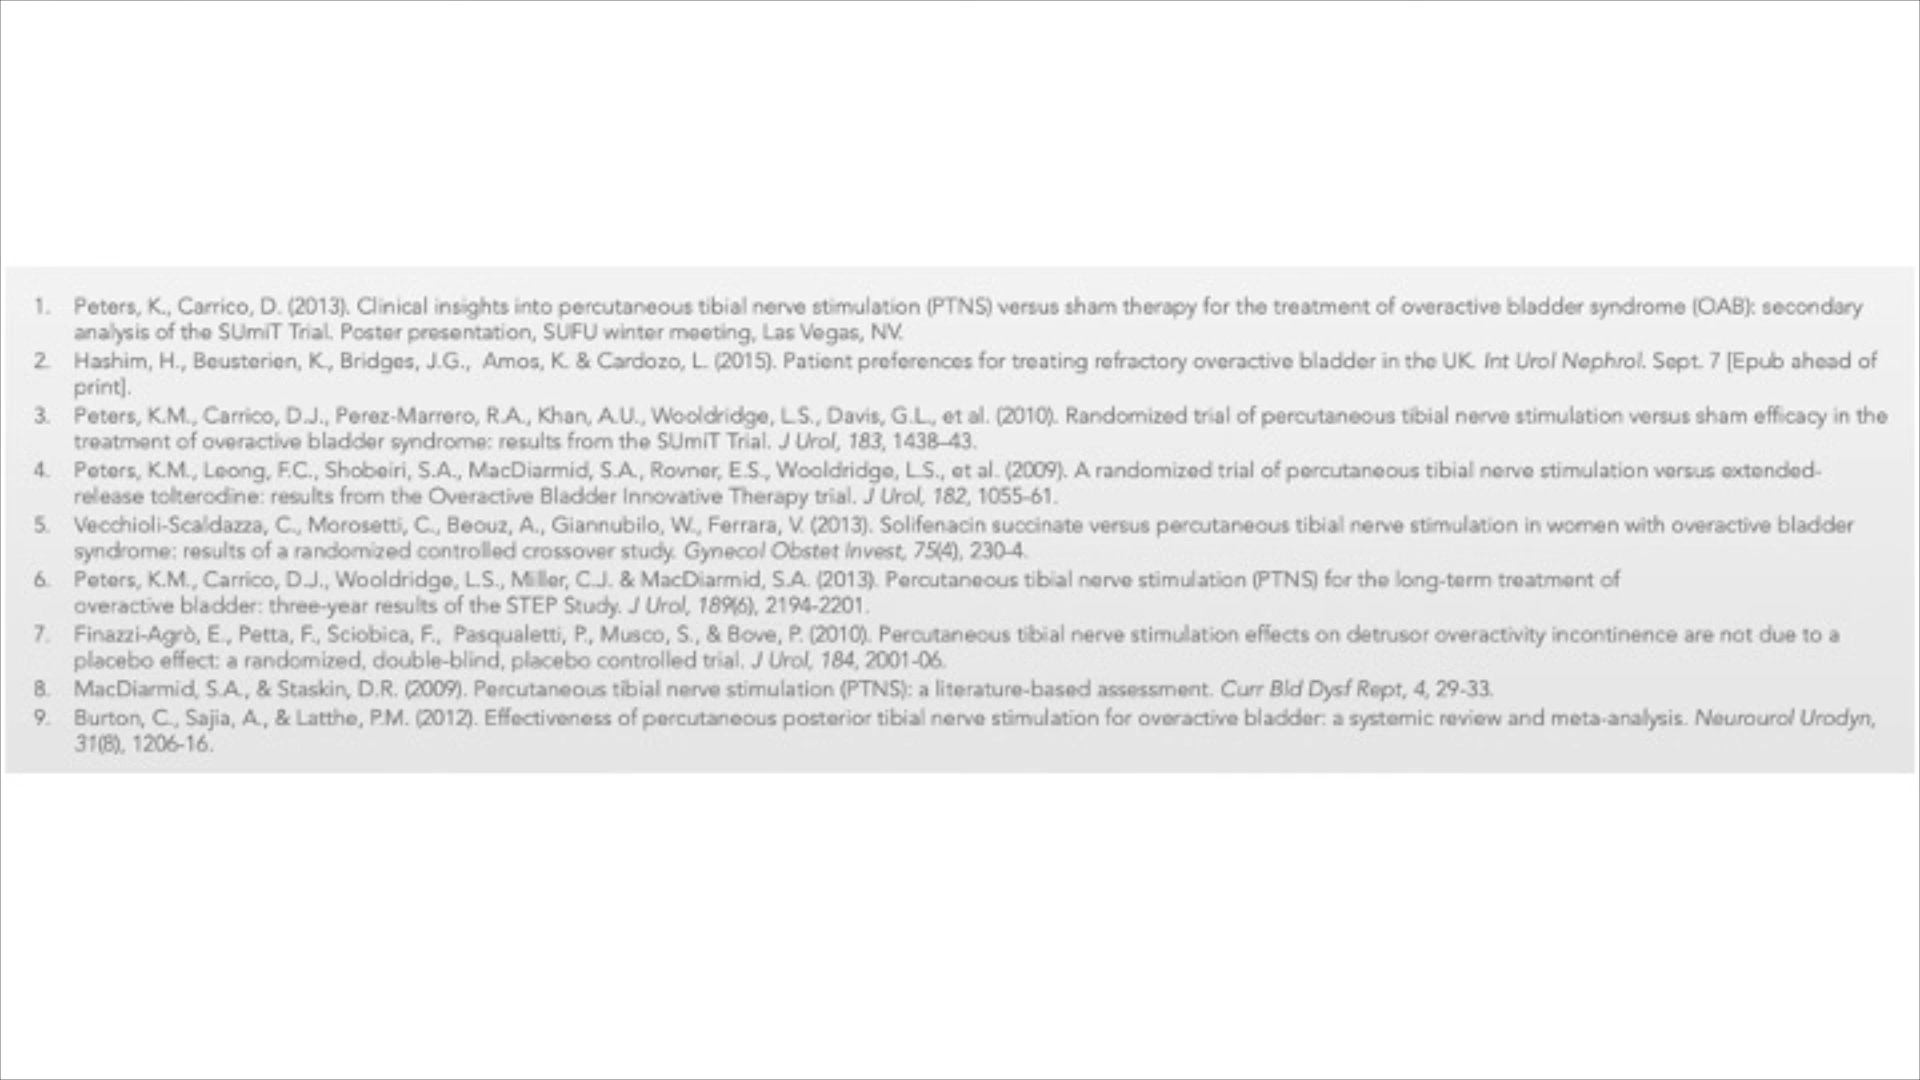 1. Peters, K., Carrico, D. (2013). Clinical insights into percutaneous tibial nerve stimulation (PTNS) versus sham therapy for the treatment of overactive bladder syndrome (OAB): secondary
analysis of the SUmiT Trial. Poster presentation, SUFU winter meeting, Las Vegas, NV.
2. Hashim, H., Beusterien, K., Bridges, J.G., Amos, K. & Cardozo, L. (2015). Patient preferences for treating refractory overactive bladder in the UK. Int Urol Nephrol. Sept. 7 [Epub ahead of
print].
3. Peters, K.M., Carrico, D.J., Perez-Marrero, R.A., Khan, A.U., Wooldridge, L.S., Davis, G.L., et al. (2010). Randomized trial of percutaneous tibial nerve stimulation versus sham efficacy in the
treatment of overactive bladder syndrome: results from the SUmiT Trial. J Urol, 183, 1438–43.
4. Peters, K.M., Leong, F.C., Shobeiri, S.A., MacDiarmid, S.A., Rovner, E.S., Wooldridge, L.S., et al. (2009). A randomized trial of percutaneous tibial nerve stimulation versus extended-
release tolterodine: results from the Overactive Bladder Innovative Therapy trial. J Urol, 182, 1055-61.
5. Vecchioli-Scaldazza, C., Morosetti, C., Beouz, A., Giannubilo, W., Ferrara, V. (2013). Solifenacin succinate versus percutaneous tibial nerve stimulation in women with overactive bladder
syndrome: results of a randomized controlled crossover study. Gynecol Obstet Invest, 75(4), 230-4.
6. Peters, K.M., Carrico, D.J., Wooldridge, L.S., Miller, C.J. & MacDiarmid, S.A. (2013). Percutaneous tibial nerve stimulation (PTNS) for the long-term treatment of
overactive bladder: three-year results of the STEP Study. J Urol, 189(6), 2194-2201.
7. Finazzi-Agrò, E., Petta, F., Sciobica, F., Pasqualetti, P., Musco, S., & Bove, P. (2010). Percutaneous tibial nerve stimulation effects on detrusor overactivity incontinence are not due to a
placebo effect: a randomized, double-blind, placebo controlled trial. J Urol, 184, 2001-06.
8. MacDiarmid, S.A., & Staskin, D.R. (2009). Percutaneous tibial nerve stimulation (PTNS): a literature-based assessment. Curr Bld Dysf Rept, 4, 29-33.
9. Burton, C., Sajia, A., & Latthe, P.M. (2012). Effectiveness of percutaneous posterior tibial nerve stimulation for overactive bladder: a systemic review and meta-analysis. Neurourol Urodyn,
31(8), 1206-16.